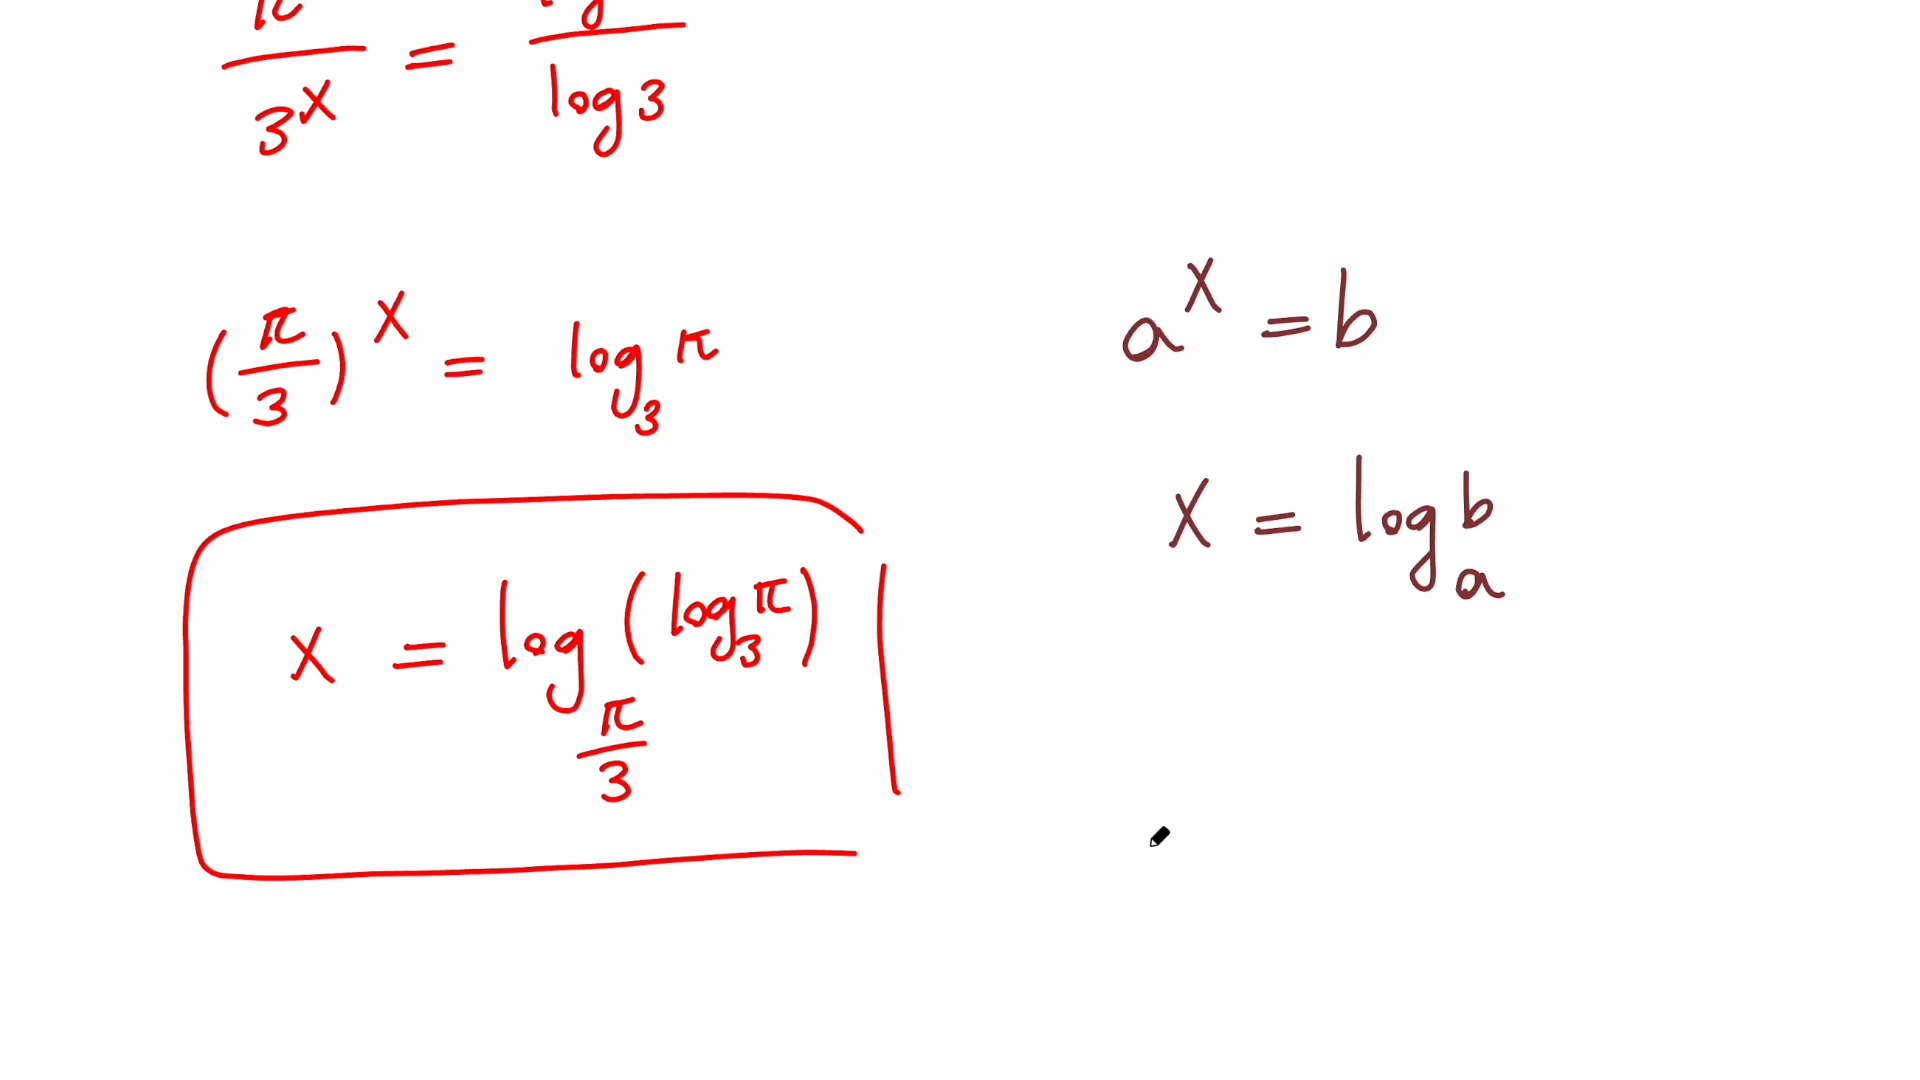 π/3^x = /log 3
(π/3)^x = log_3 π
x = log_{π/3} (log_3 π)
a^x = b
x = log_a b